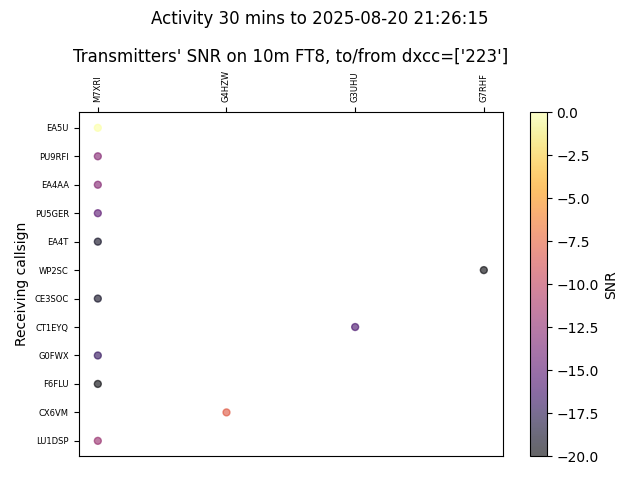 Activity 30 mins to 2025-08-20 21:26:15
Transmitters' SNR on 10m FT8, to/from dxcc=['223']
M7XRI
G4HZW
G3UHU
G7RHF
EA5U
PU9RFI
EA4AA
PU5GER
EA4T
WP2SC
CE3SOC
CT1EYQ
G0FWX
F6FLU
CX6VM
LU1DSP
Receiving callsign
0.0
−2.5
−5.0
−7.5
−10.0
−12.5
−15.0
−17.5
−20.0
SNR